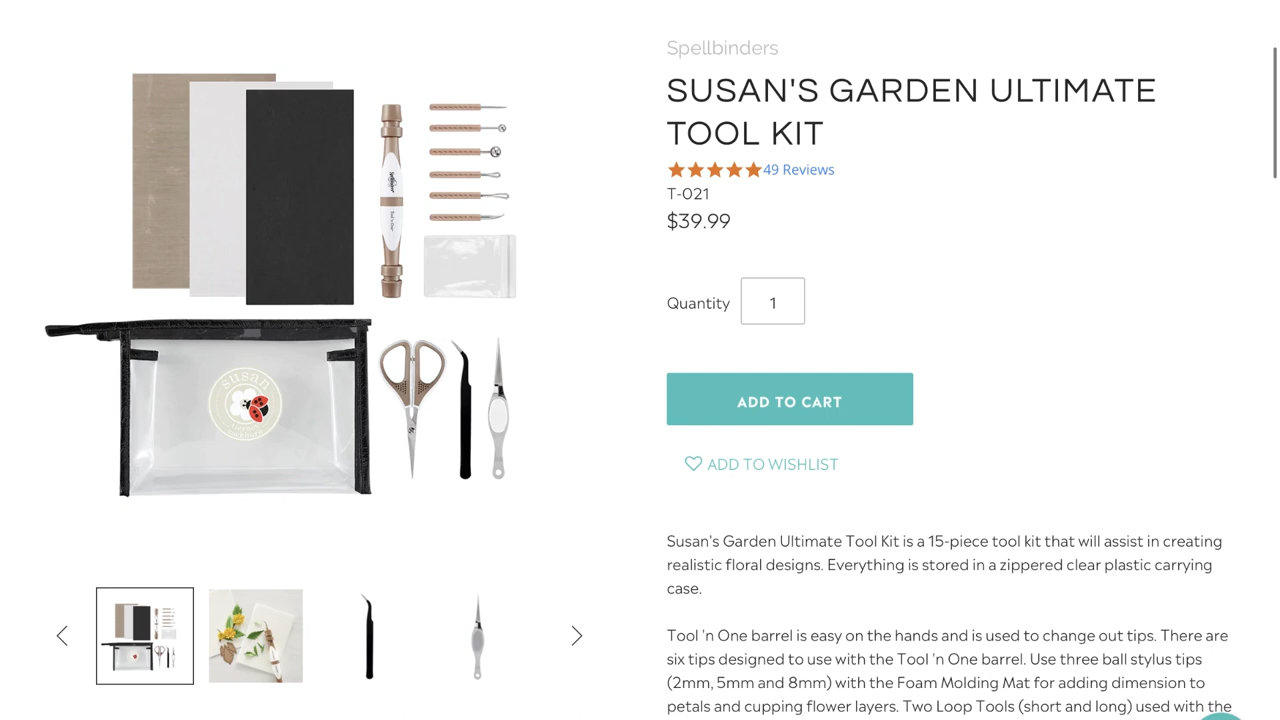 Spellbinders
SUSAN'S GARDEN ULTIMATE
TOOL KIT
49 Reviews
T-021
$39.99
Quantity 1
ADD TO CART
ADD TO WISHLIST
susan
Susan's Garden Ultimate Tool Kit is a 15-piece tool kit that will assist in creating
realistic floral designs. Everything is stored in a zippered clear plastic carrying
case.
Tool 'n One barrel is easy on the hands and is used to change out tips. There are
six tips designed to use with the Tool 'n One barrel. Use three ball stylus tips
(2mm, 5mm and 8mm) with the Foam Molding Mat for adding dimension to
petals and cupping flower layers. Two Loop Tools (short and long) used with the